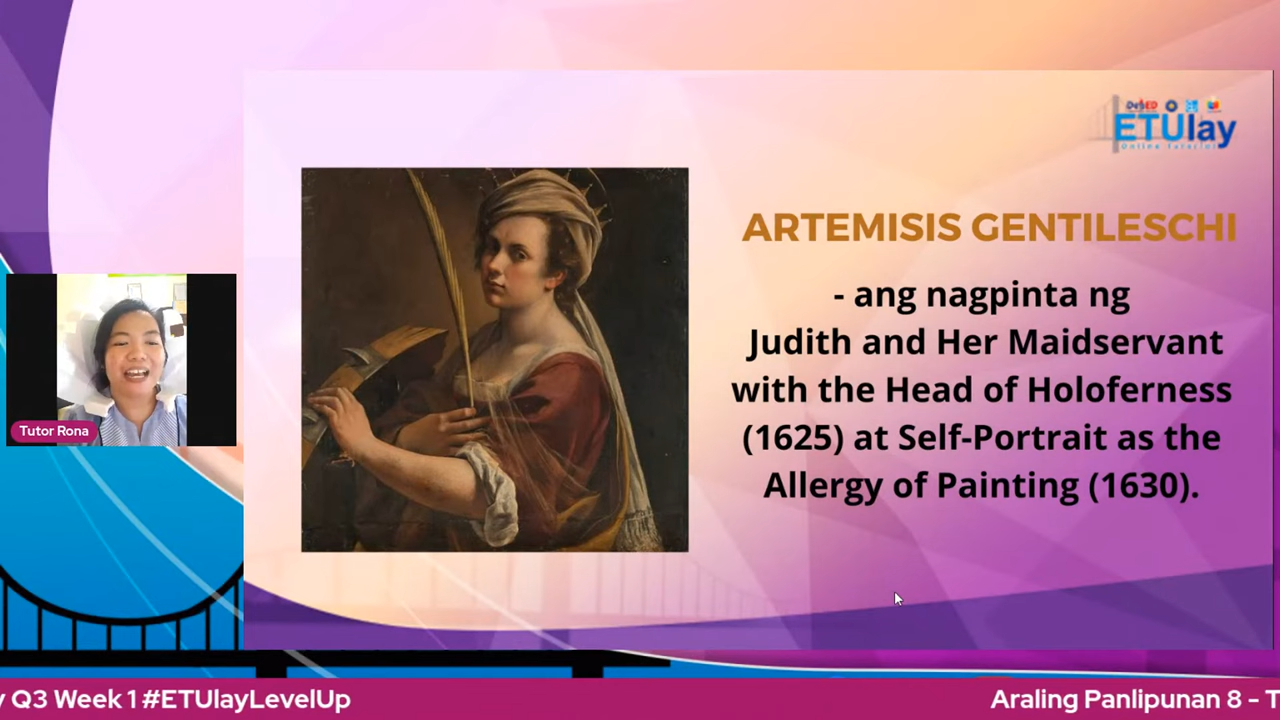 DepED
ETUlay
Online Tutorial
ARTEMISIS GENTILESCHI
- ang nagpinta ng
Judith and Her Maidservant
with the Head of Holoferness
(1625) at Self-Portrait as the
Allergy of Painting (1630).
Tutor Rona
y Q3 Week 1 #ETUlayLevelUp
Araling Panlipunan 8 - T